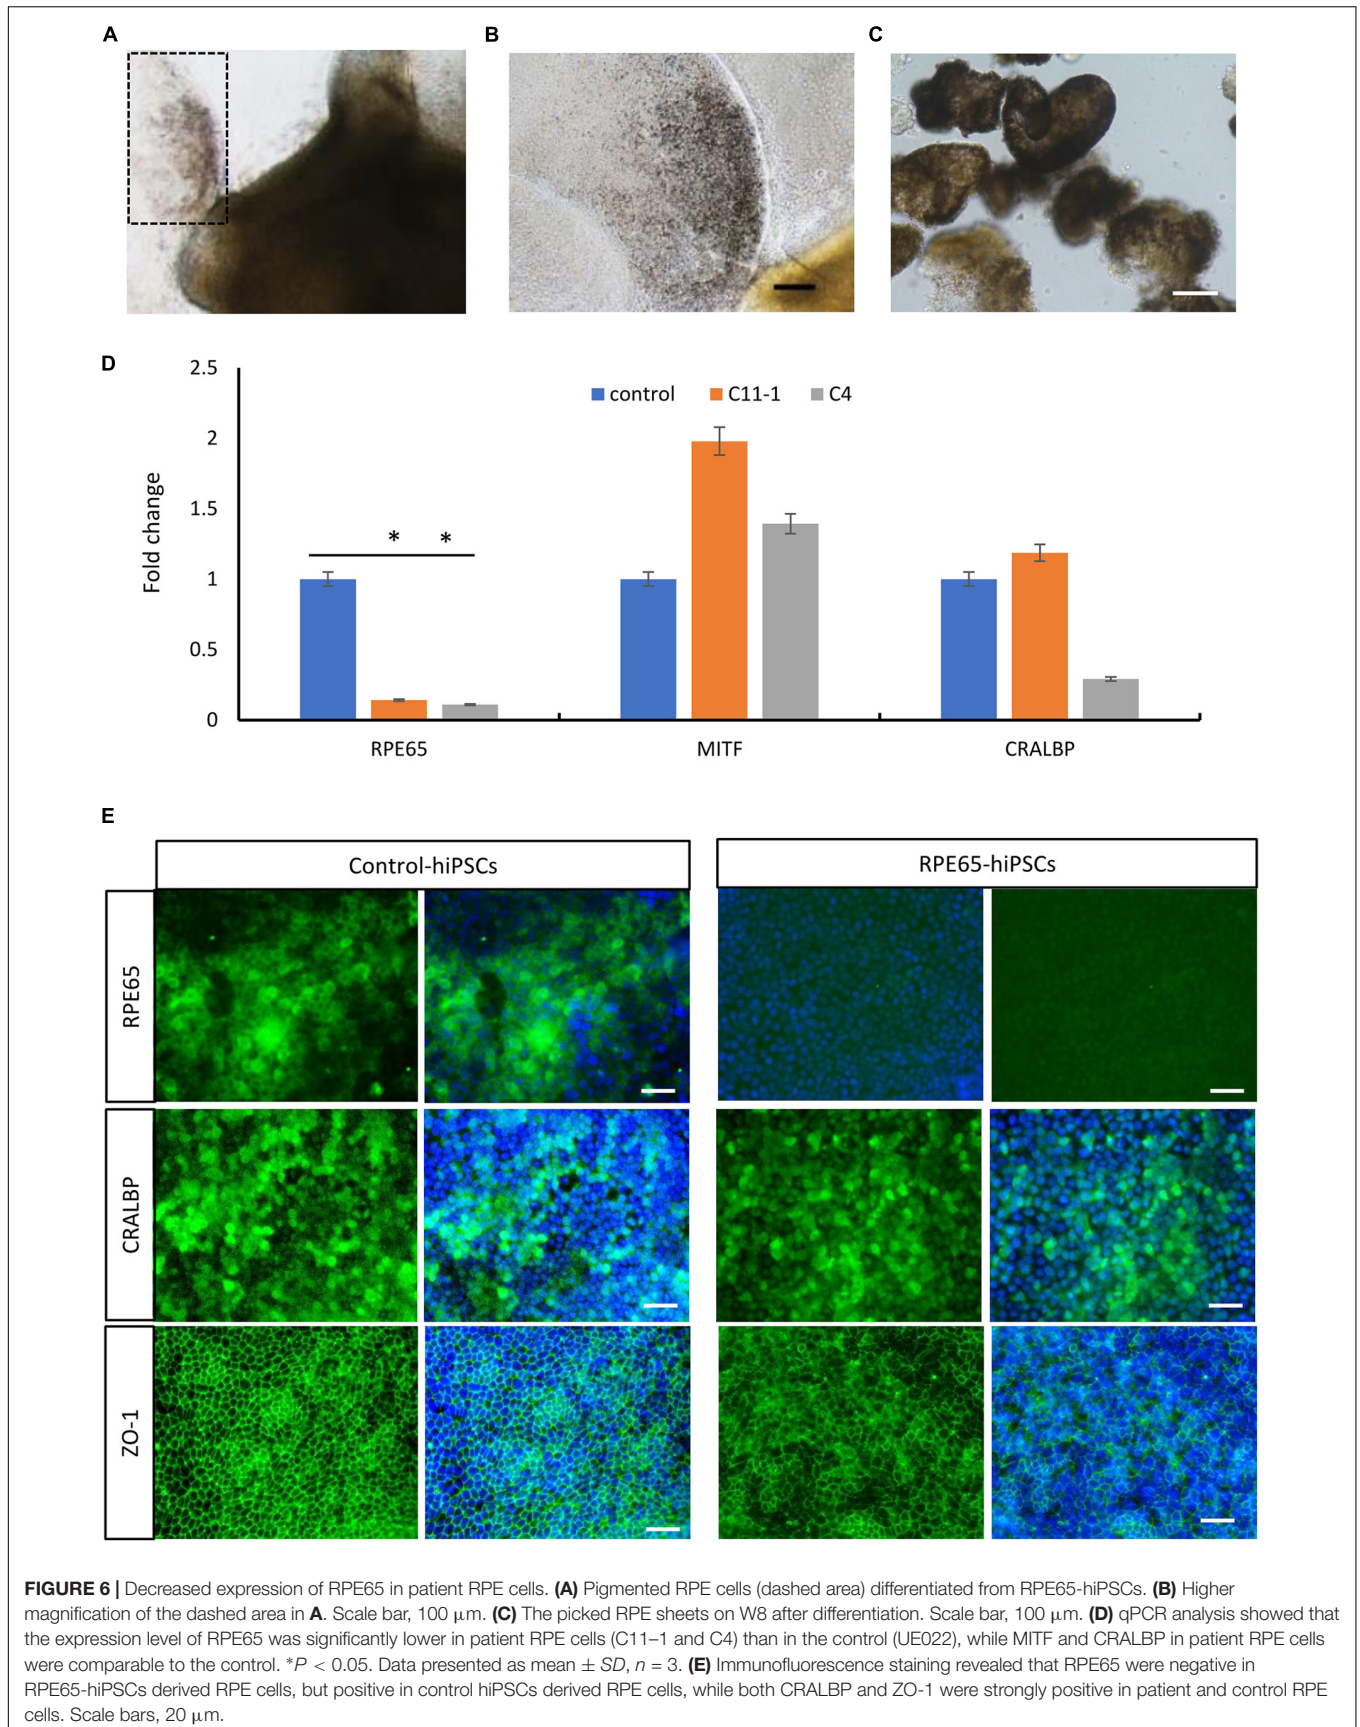 A
B
C
D
2.5
2
1.5
1
0.5
0
Fold change
control
C11-1
C4
* *
RPE65
MITF
CRALBP
E
Control-hiPSCs
RPE65-hiPSCs
RPE65
CRALBP
ZO-1
FIGURE 6 | Decreased expression of RPE65 in patient RPE cells. (A) Pigmented RPE cells (dashed area) differentiated from RPE65-hiPSCs. (B) Higher
magnification of the dashed area in A. Scale bar, 100 μm. (C) The picked RPE sheets on W8 after differentiation. Scale bar, 100 μm. (D) qPCR analysis showed that
the expression level of RPE65 was significantly lower in patient RPE cells (C11–1 and C4) than in the control (UE022), while MITF and CRALBP in patient RPE cells
were comparable to the control. *P < 0.05. Data presented as mean ± SD, n = 3. (E) Immunofluorescence staining revealed that RPE65 were negative in
RPE65-hiPSCs derived RPE cells, but positive in control hiPSCs derived RPE cells, while both CRALBP and ZO-1 were strongly positive in patient and control RPE
cells. Scale bars, 20 μm.